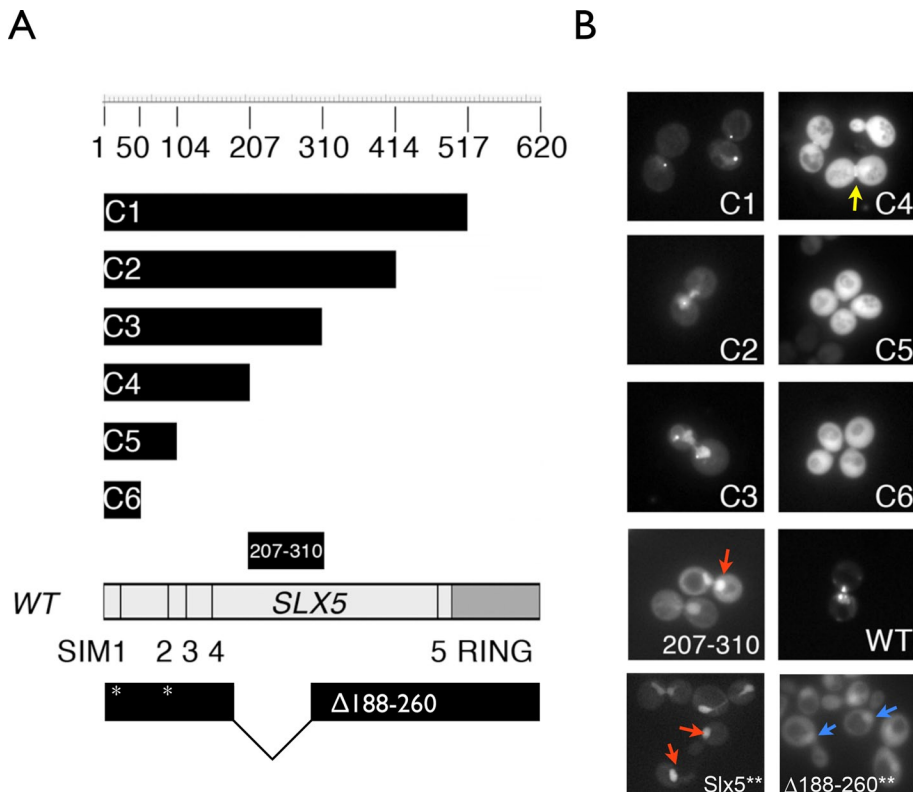 A
B
1 50 104 207 310 414 517 620
C1
C2
C3
C4
C5
C6
207-310
WT SLX5
SIM1 2 3 4 5 RING
* * Δ188-260
C1 C4
C2 C5
C3 C6
207-310 WT
Slx5** Δ188-260**